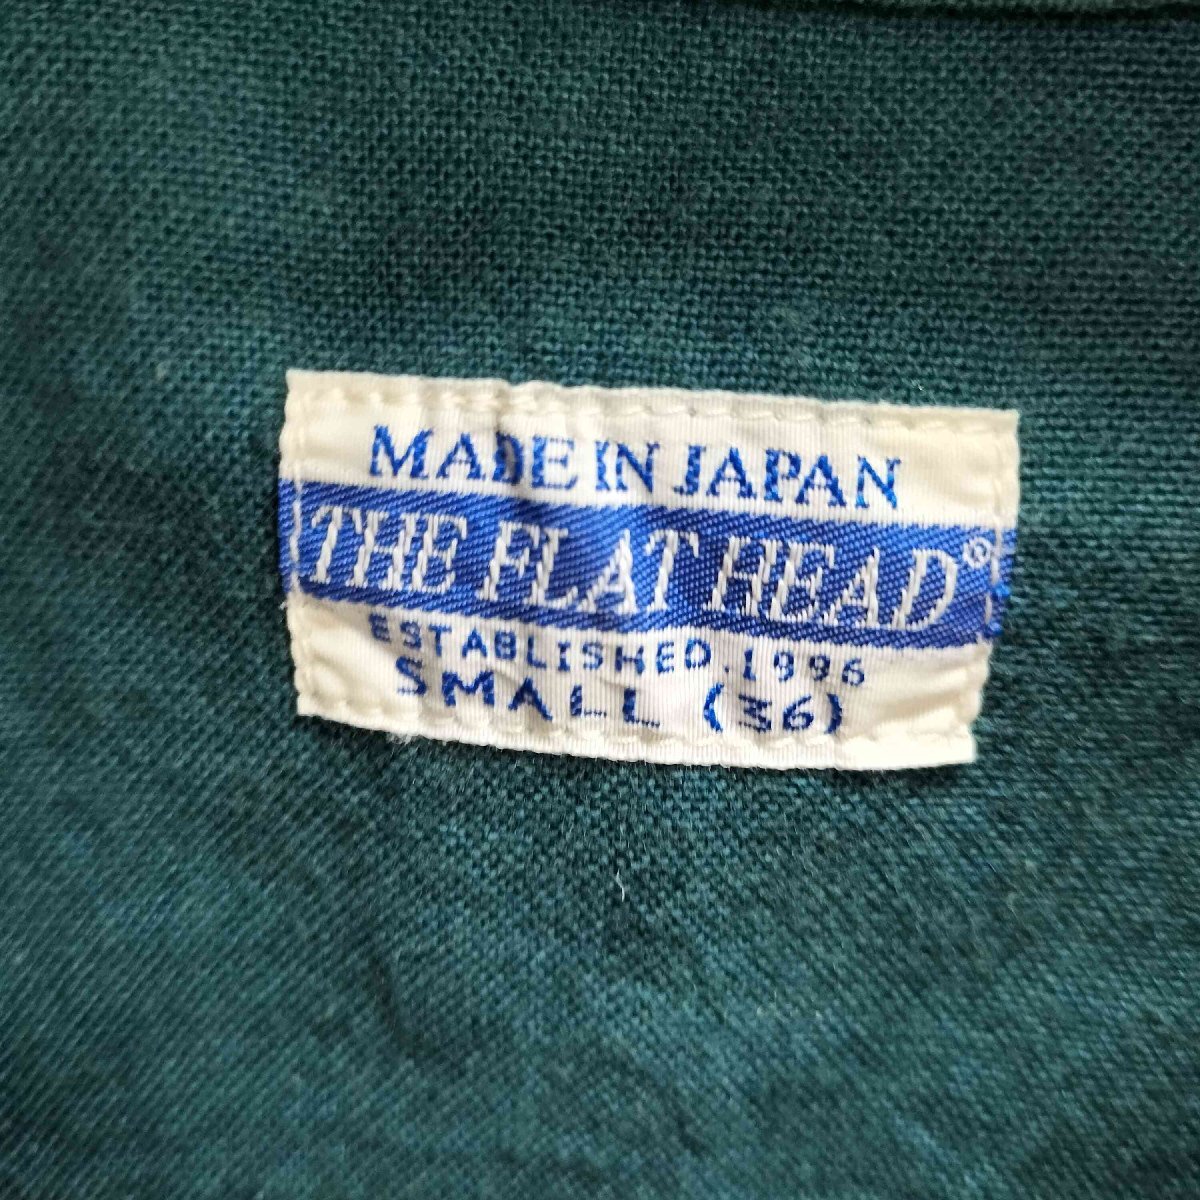 MADE IN JAPAN
THE FLAT HEAD®
ESTABLISHED.1996
SMALL (36)